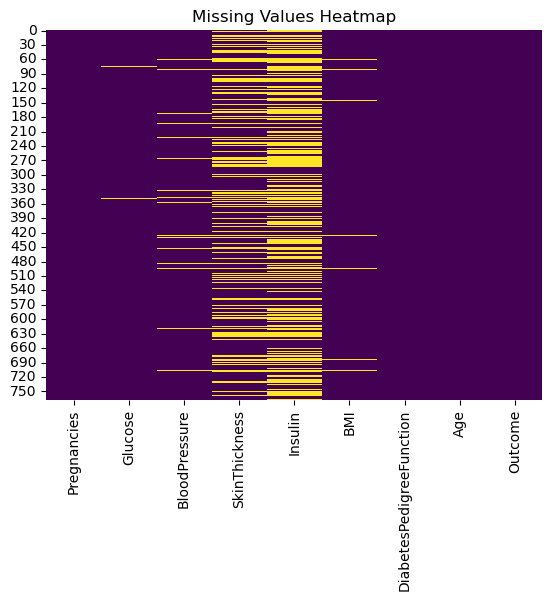 Missing Values Heatmap
0
30
60
90
120
150
180
210
240
270
300
330
360
390
420
450
480
510
540
570
600
630
660
690
720
750
Pregnancies
Glucose
BloodPressure
SkinThickness
Insulin
BMI
DiabetesPedigreeFunction
Age
Outcome